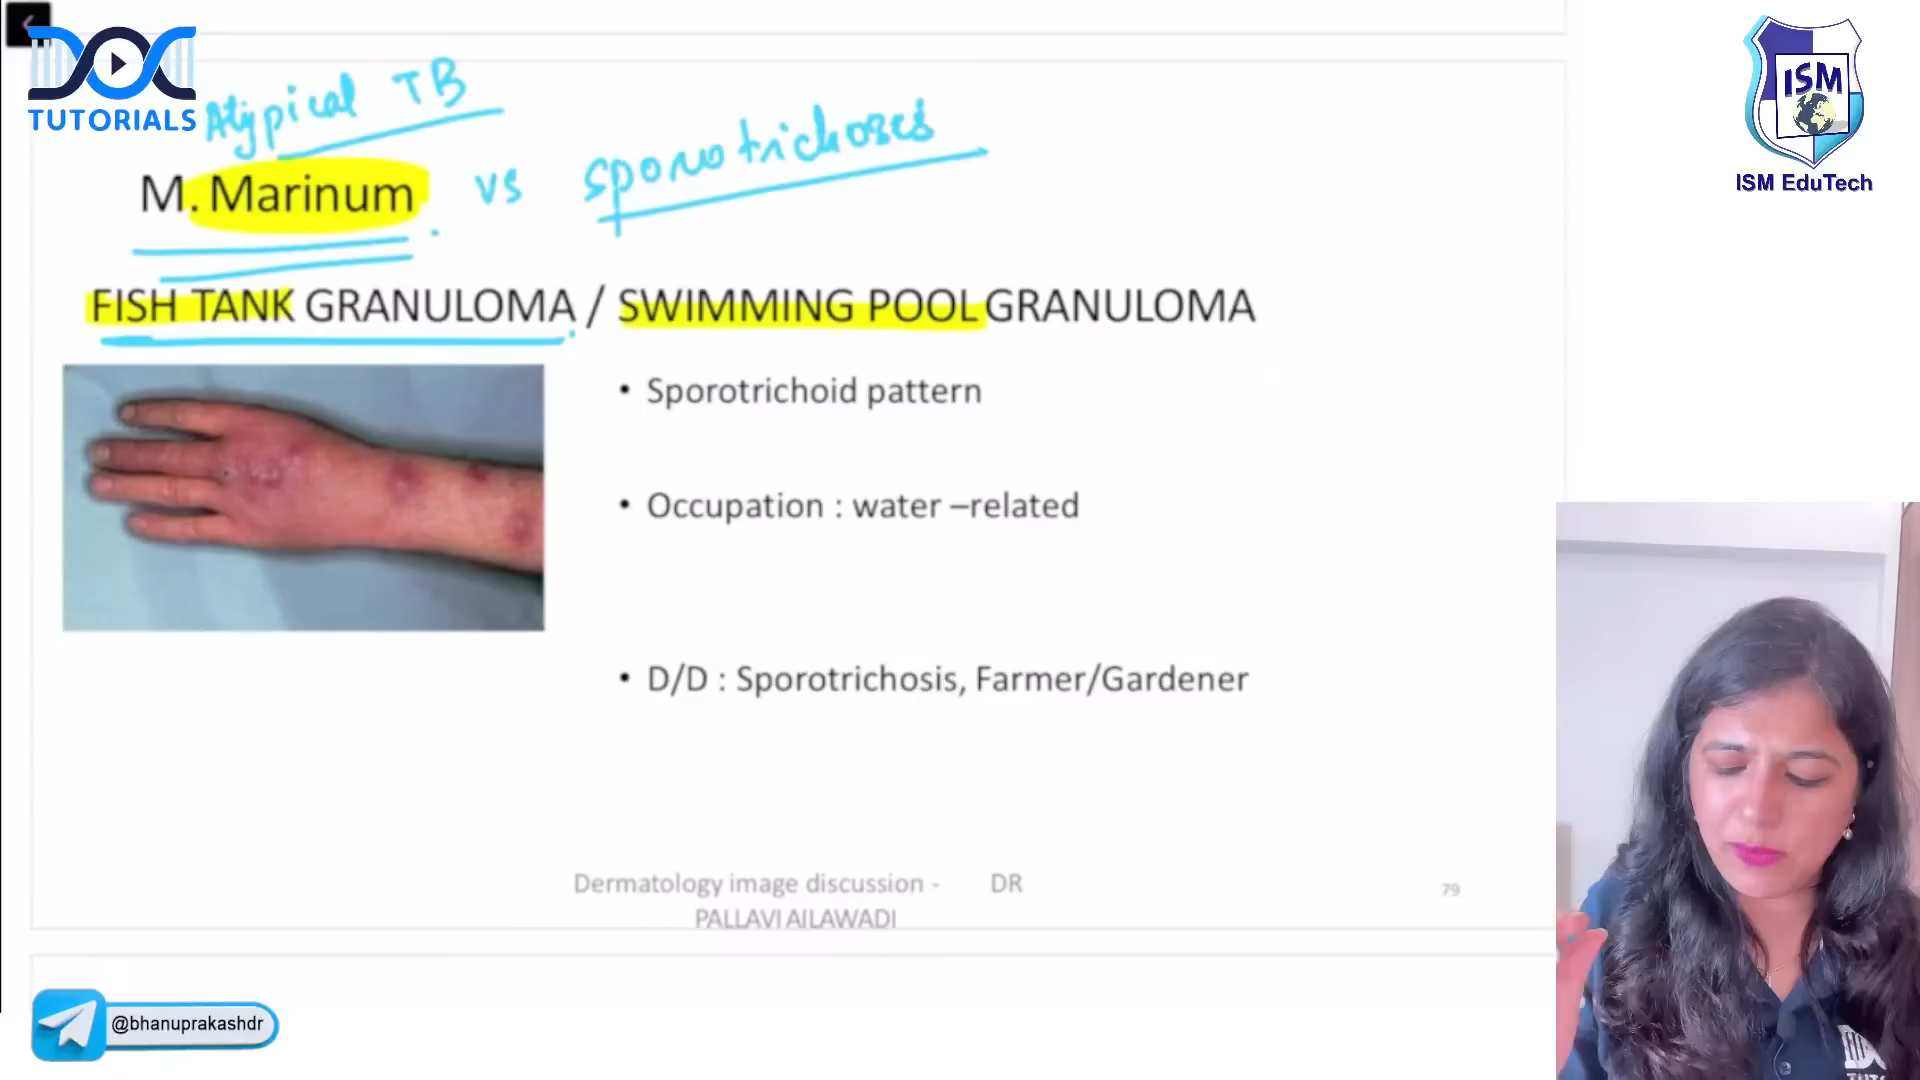 TUTORIALS
Atypical TB
M. Marinum vs sporotrichoses
FISH TANK GRANULOMA / SWIMMING POOL GRANULOMA
• Sporotrichoid pattern
• Occupation : water –related
• D/D : Sporotrichosis, Farmer/Gardener
Dermatology image discussion - DR
PALLAVI AILAWADI
79
@bhanuprakashdr
ISM
ISM EduTech